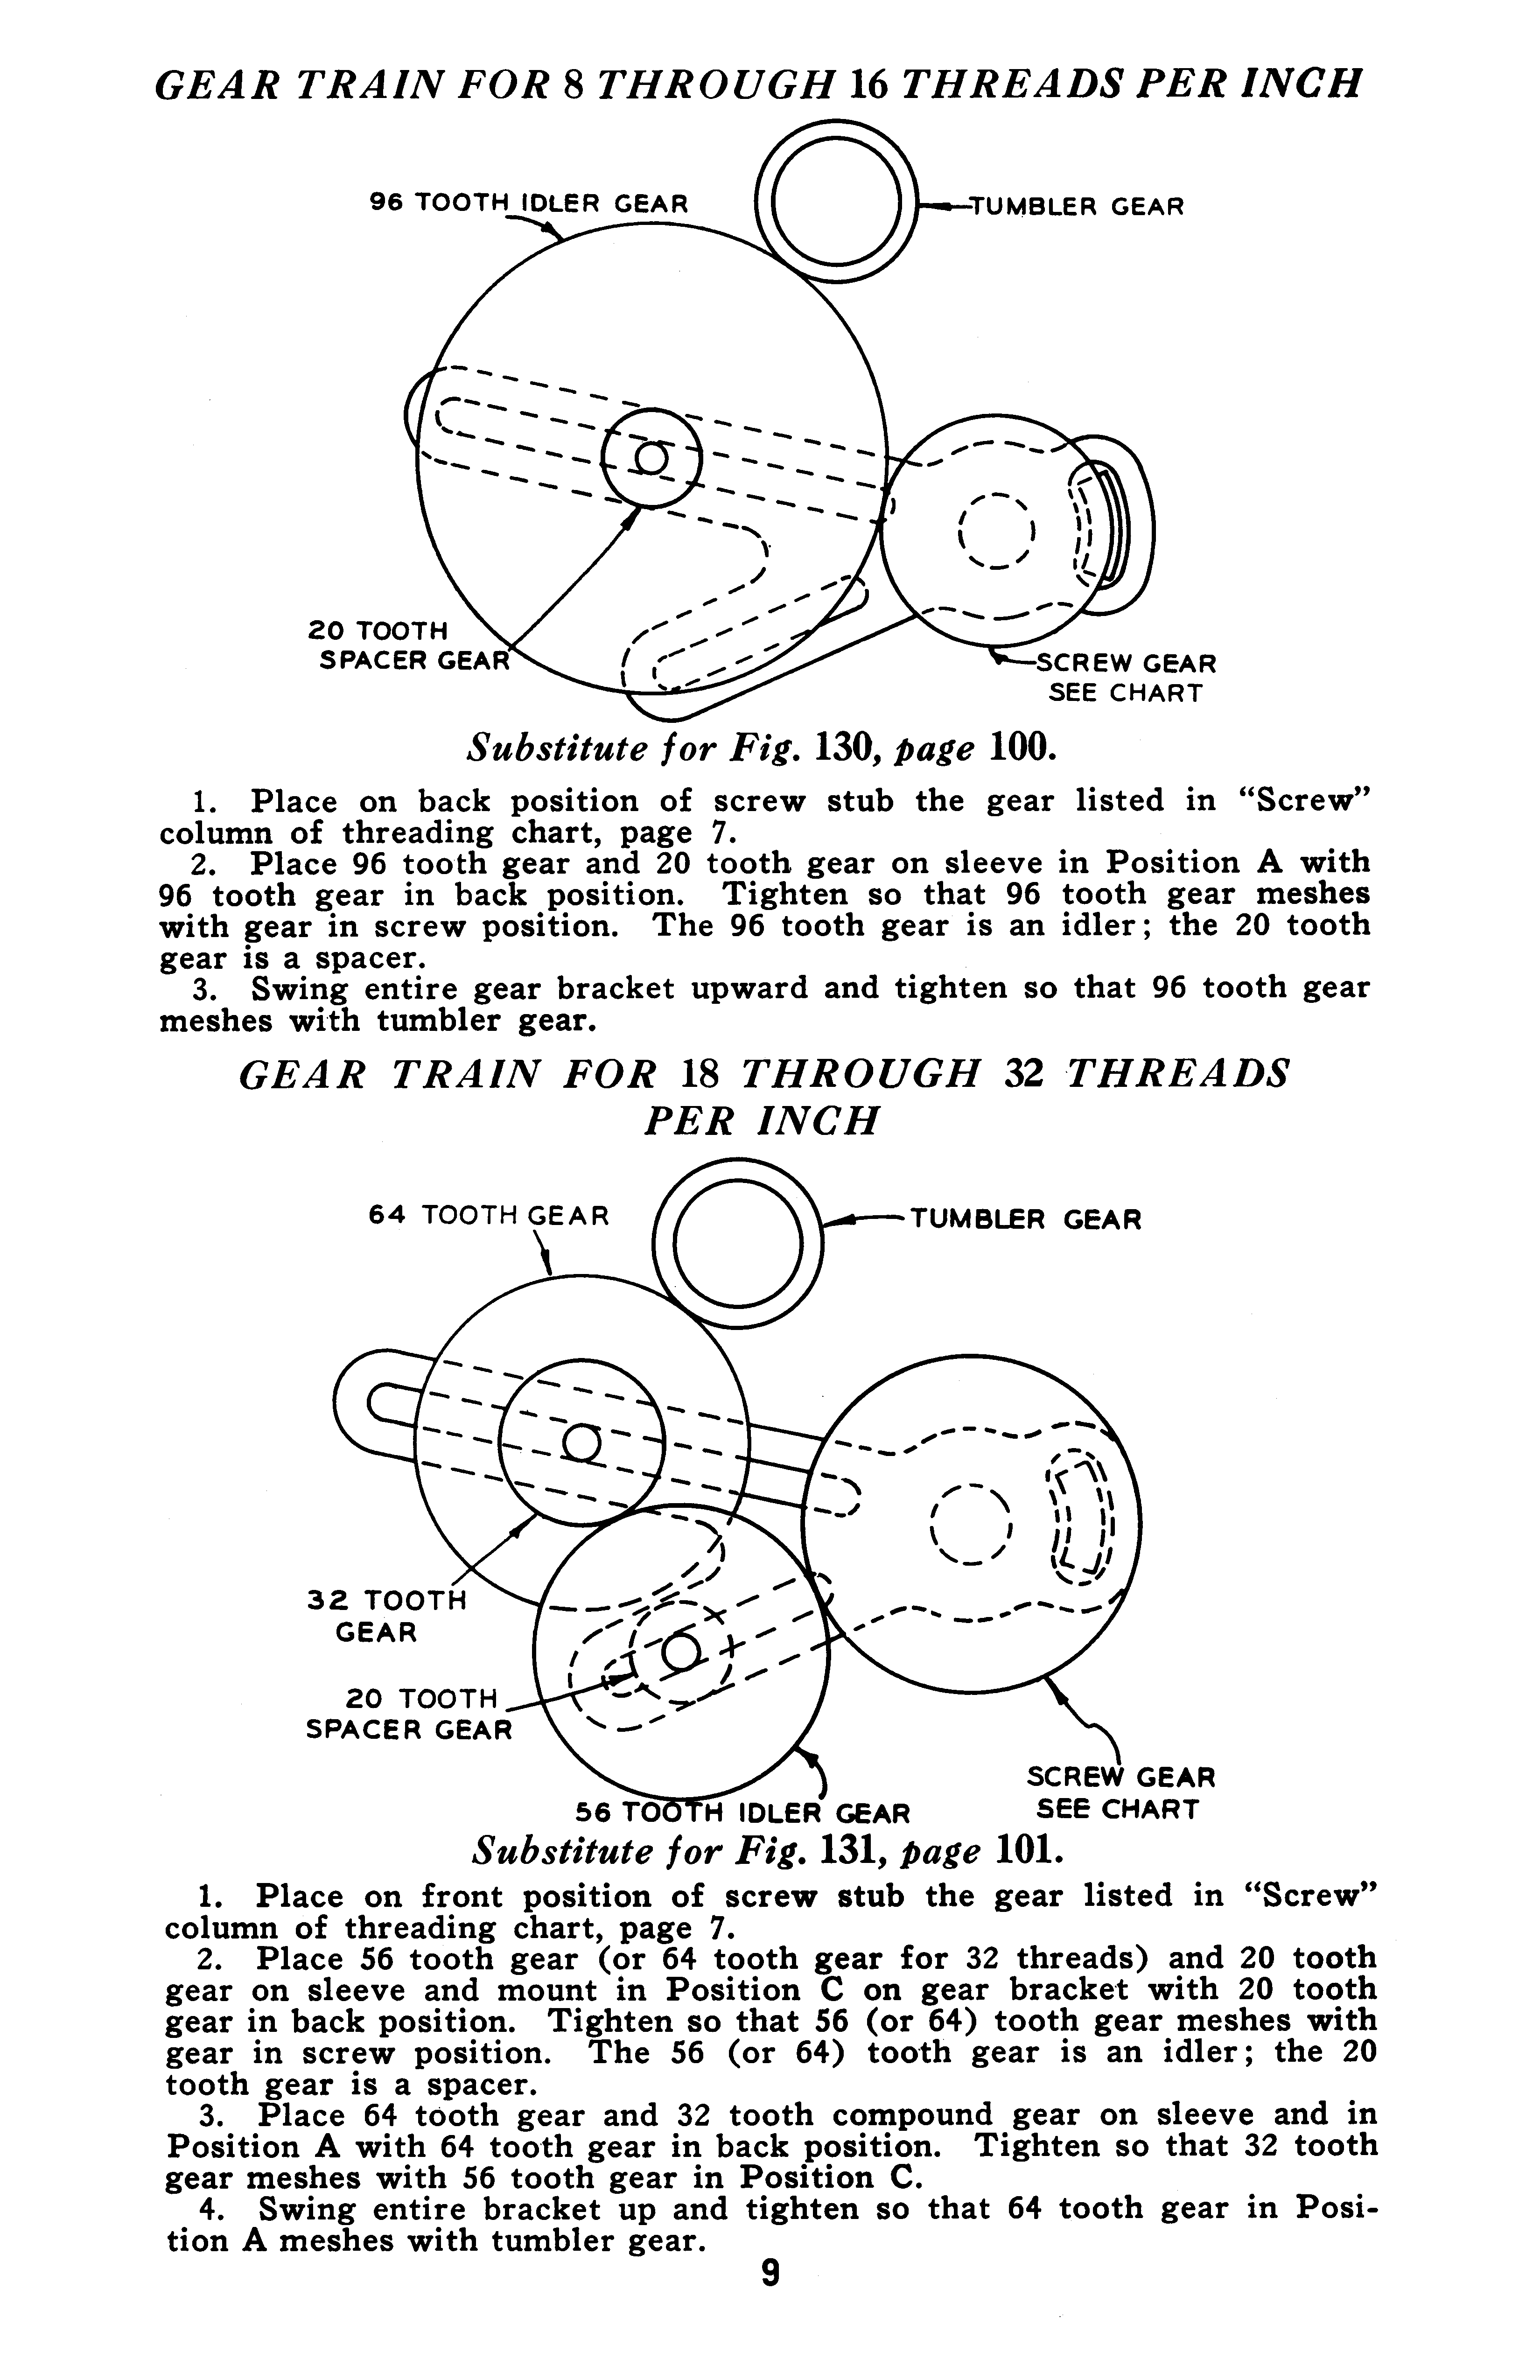 GEAR TRAIN FOR 8 THROUGH 16 THREADS PER INCH
96 TOOTH IDLER GEAR
TUMBLER GEAR
20 TOOTH
SPACER GEAR
SCREW GEAR
SEE CHART
Substitute for Fig. 130, page 100.
1. Place on back position of screw stub the gear listed in “Screw”
column of threading chart, page 7.
2. Place 96 tooth gear and 20 tooth gear on sleeve in Position A with
96 tooth gear in back position. Tighten so that 96 tooth gear meshes
with gear in screw position. The 96 tooth gear is an idler; the 20 tooth
gear is a spacer.
3. Swing entire gear bracket upward and tighten so that 96 tooth gear
meshes with tumbler gear.
GEAR TRAIN FOR 18 THROUGH 32 THREADS
PER INCH
64 TOOTH GEAR
TUMBLER GEAR
32 TOOTH
GEAR
20 TOOTH
SPACER GEAR
SCREW GEAR
SEE CHART
56 TOOTH IDLER GEAR
Substitute for Fig. 131, page 101.
1. Place on front position of screw stub the gear listed in “Screw”
column of threading chart, page 7.
2. Place 56 tooth gear (or 64 tooth gear for 32 threads) and 20 tooth
gear on sleeve and mount in Position C on gear bracket with 20 tooth
gear in back position. Tighten so that 56 (or 64) tooth gear meshes with
gear in screw position. The 56 (or 64) tooth gear is an idler; the 20
tooth gear is a spacer.
3. Place 64 tooth gear and 32 tooth compound gear on sleeve and in
Position A with 64 tooth gear in back position. Tighten so that 32 tooth
gear meshes with 56 tooth gear in Position C.
4. Swing entire bracket up and tighten so that 64 tooth gear in Posi-
tion A meshes with tumbler gear.
9